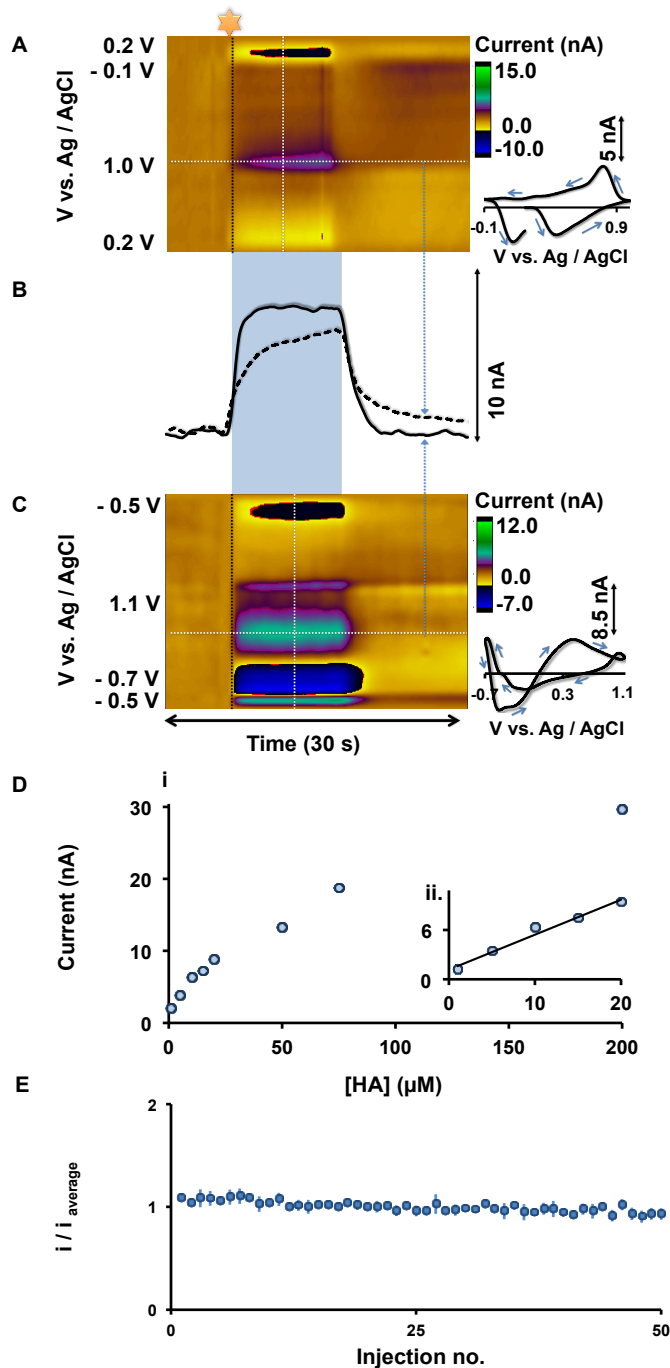 A
0.2 V
- 0.1 V
1.0 V
0.2 V
V vs. Ag / AgCl
Current (nA)
15.0
0.0
-10.0
5 nA
-0.1
0.9
V vs. Ag / AgCl
B
10 nA
C
- 0.5 V
1.1 V
- 0.7 V
- 0.5 V
V vs. Ag / AgCl
Current (nA)
12.0
0.0
-7.0
8.5 nA
-0.7
0.3
1.1
V vs. Ag / AgCl
Time (30 s)
D
i
30
20
10
0
Current (nA)
ii.
6
0
0
10
20
0
50
100
150
200
[HA] (µM)
E
2
1
0
i / i average
0
25
50
Injection no.